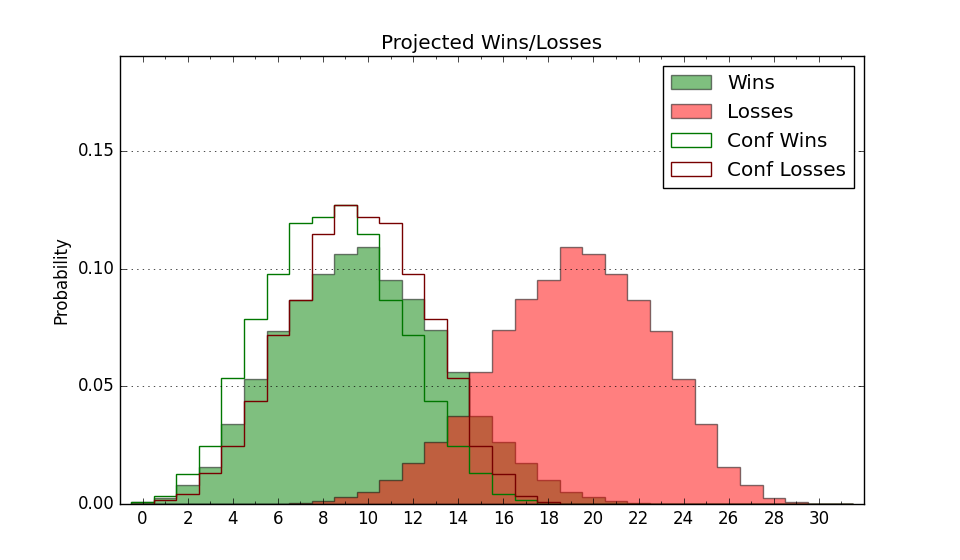 Projected Wins/Losses
Wins
Losses
Conf Wins
Conf Losses
Probability
0.15
0.10
0.05
0.00
0 2 4 6 8 10 12 14 16 18 20 22 24 26 28 30